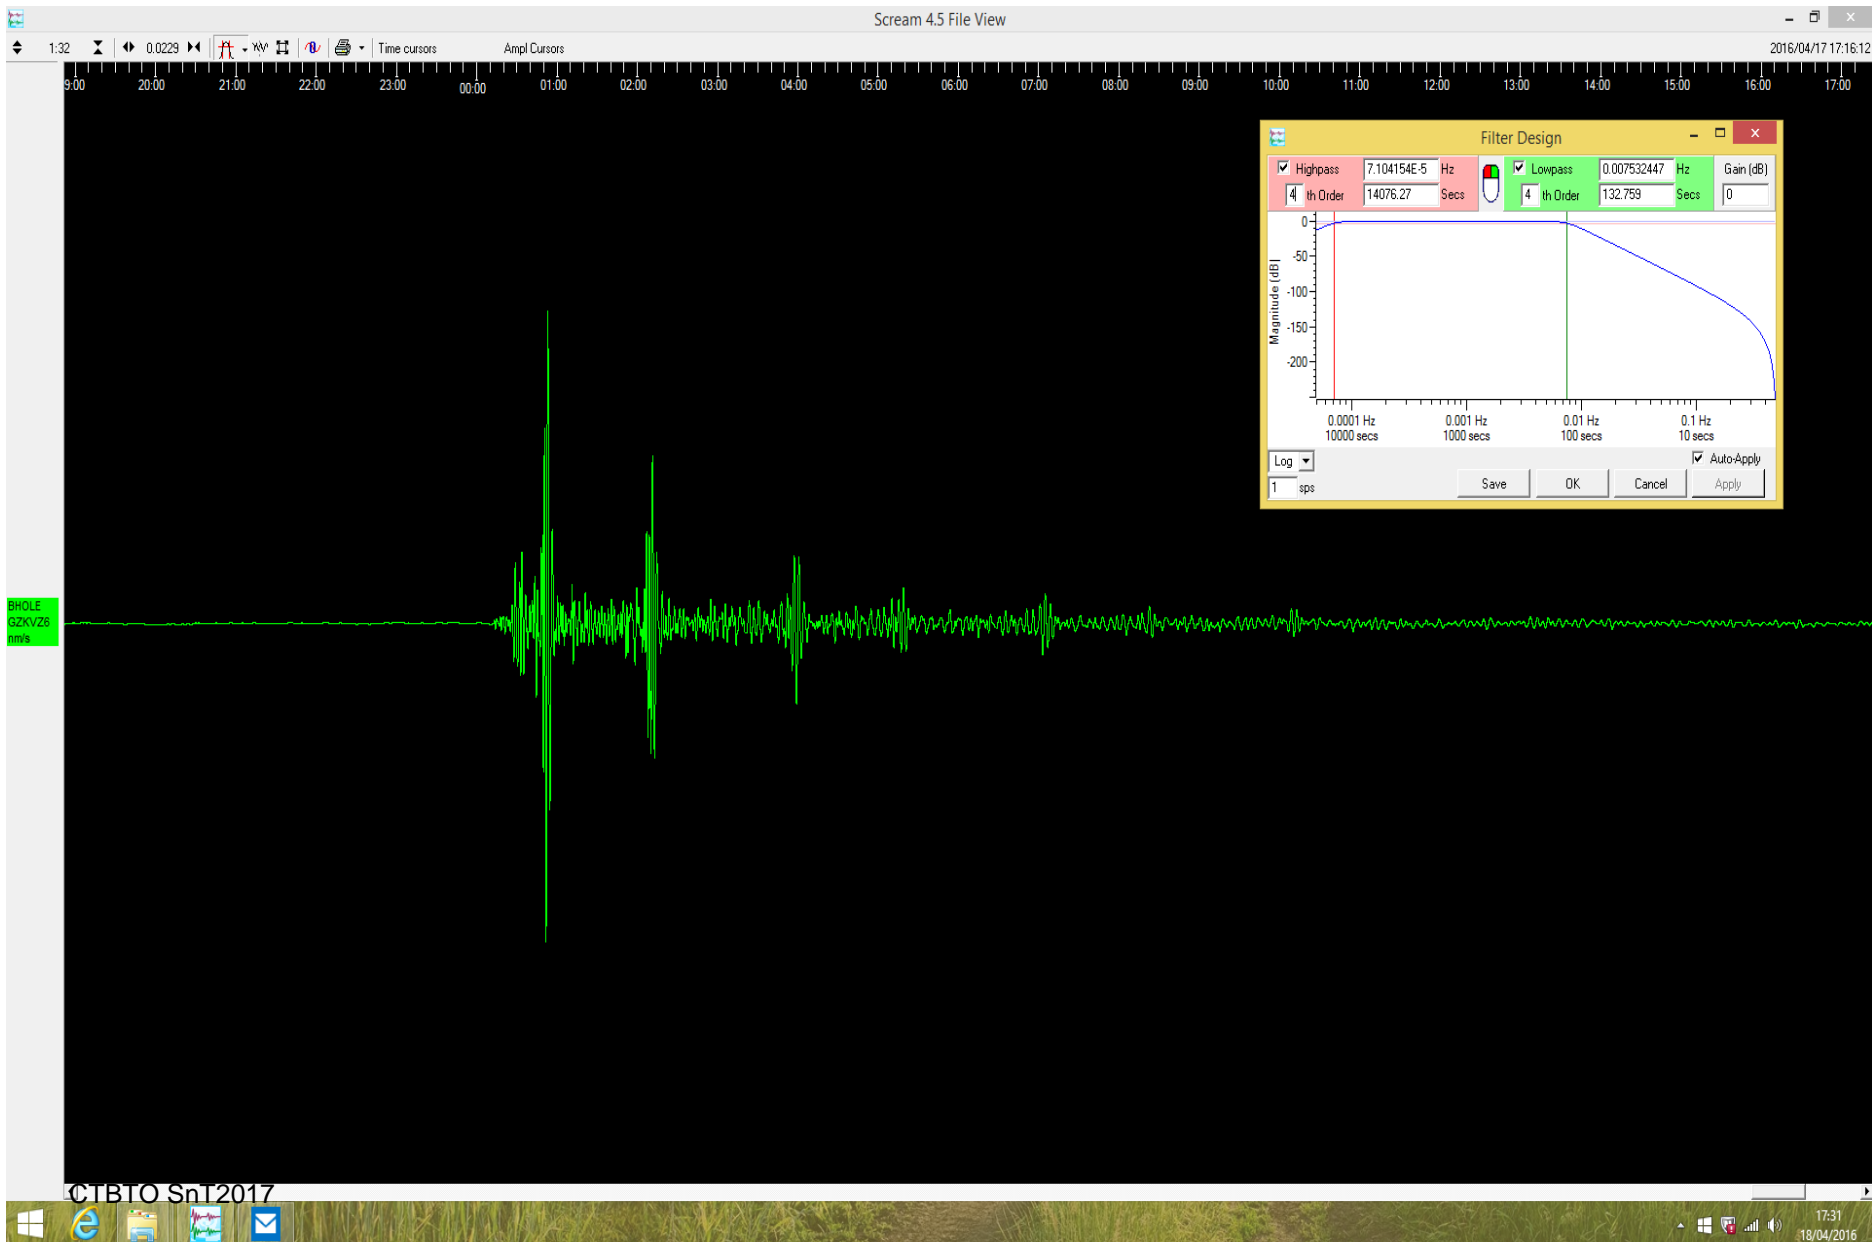 Scream 4.5 File View
1:32 0.0229 Time cursors Ampl Cursors 2016/04/17 17:16:12
9:00 20:00 21:00 22:00 23:00 00:00 01:00 02:00 03:00 04:00 05:00 06:00 07:00 08:00 09:00 10:00 11:00 12:00 13:00 14:00 15:00 16:00 17:00
Filter Design
Highpass 7.104154E-5 Hz Lowpass 0.007532447 Hz Gain (dB)
4 th Order 14076.27 Secs 4 th Order 132.759 Secs 0
Magnitude (dB)
0
-50
-100
-150
-200
0.0001 Hz 0.001 Hz 0.01 Hz 0.1 Hz
10000 secs 1000 secs 100 secs 10 secs
Log Auto-Apply
1 sps Save OK Cancel Apply
BHOLE
GZKVZ6
nm/s
CTBTO SnT2017
17:31
18/04/2016